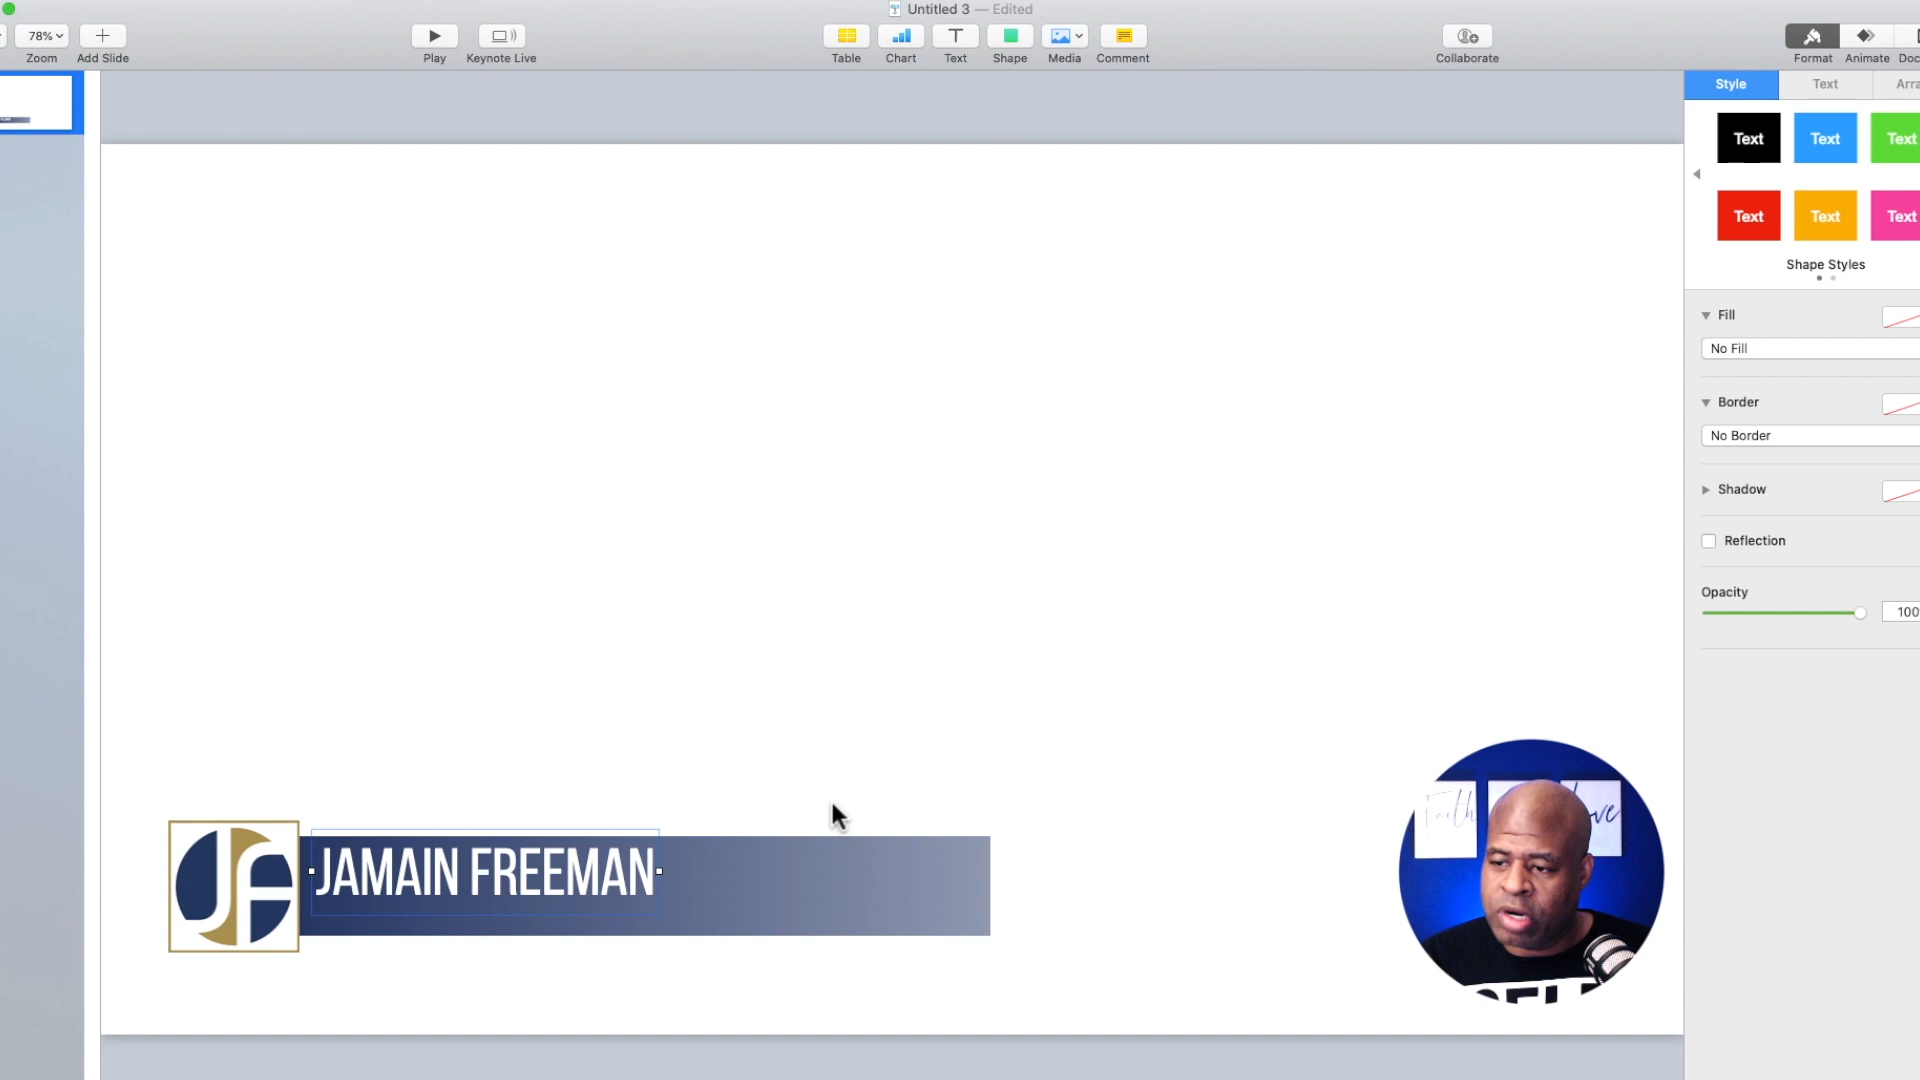 Untitled 3 — Edited
78%
Zoom
Add Slide
Play
Keynote Live
Table
Chart
Text
Shape
Media
Comment
Collaborate
Format
Animate
Style
Text
Text
Text
Text
Text
Text
Text
Shape Styles
Fill
No Fill
Border
No Border
Shadow
Reflection
Opacity
100
JF
JAMAIN FREEMAN
Faith